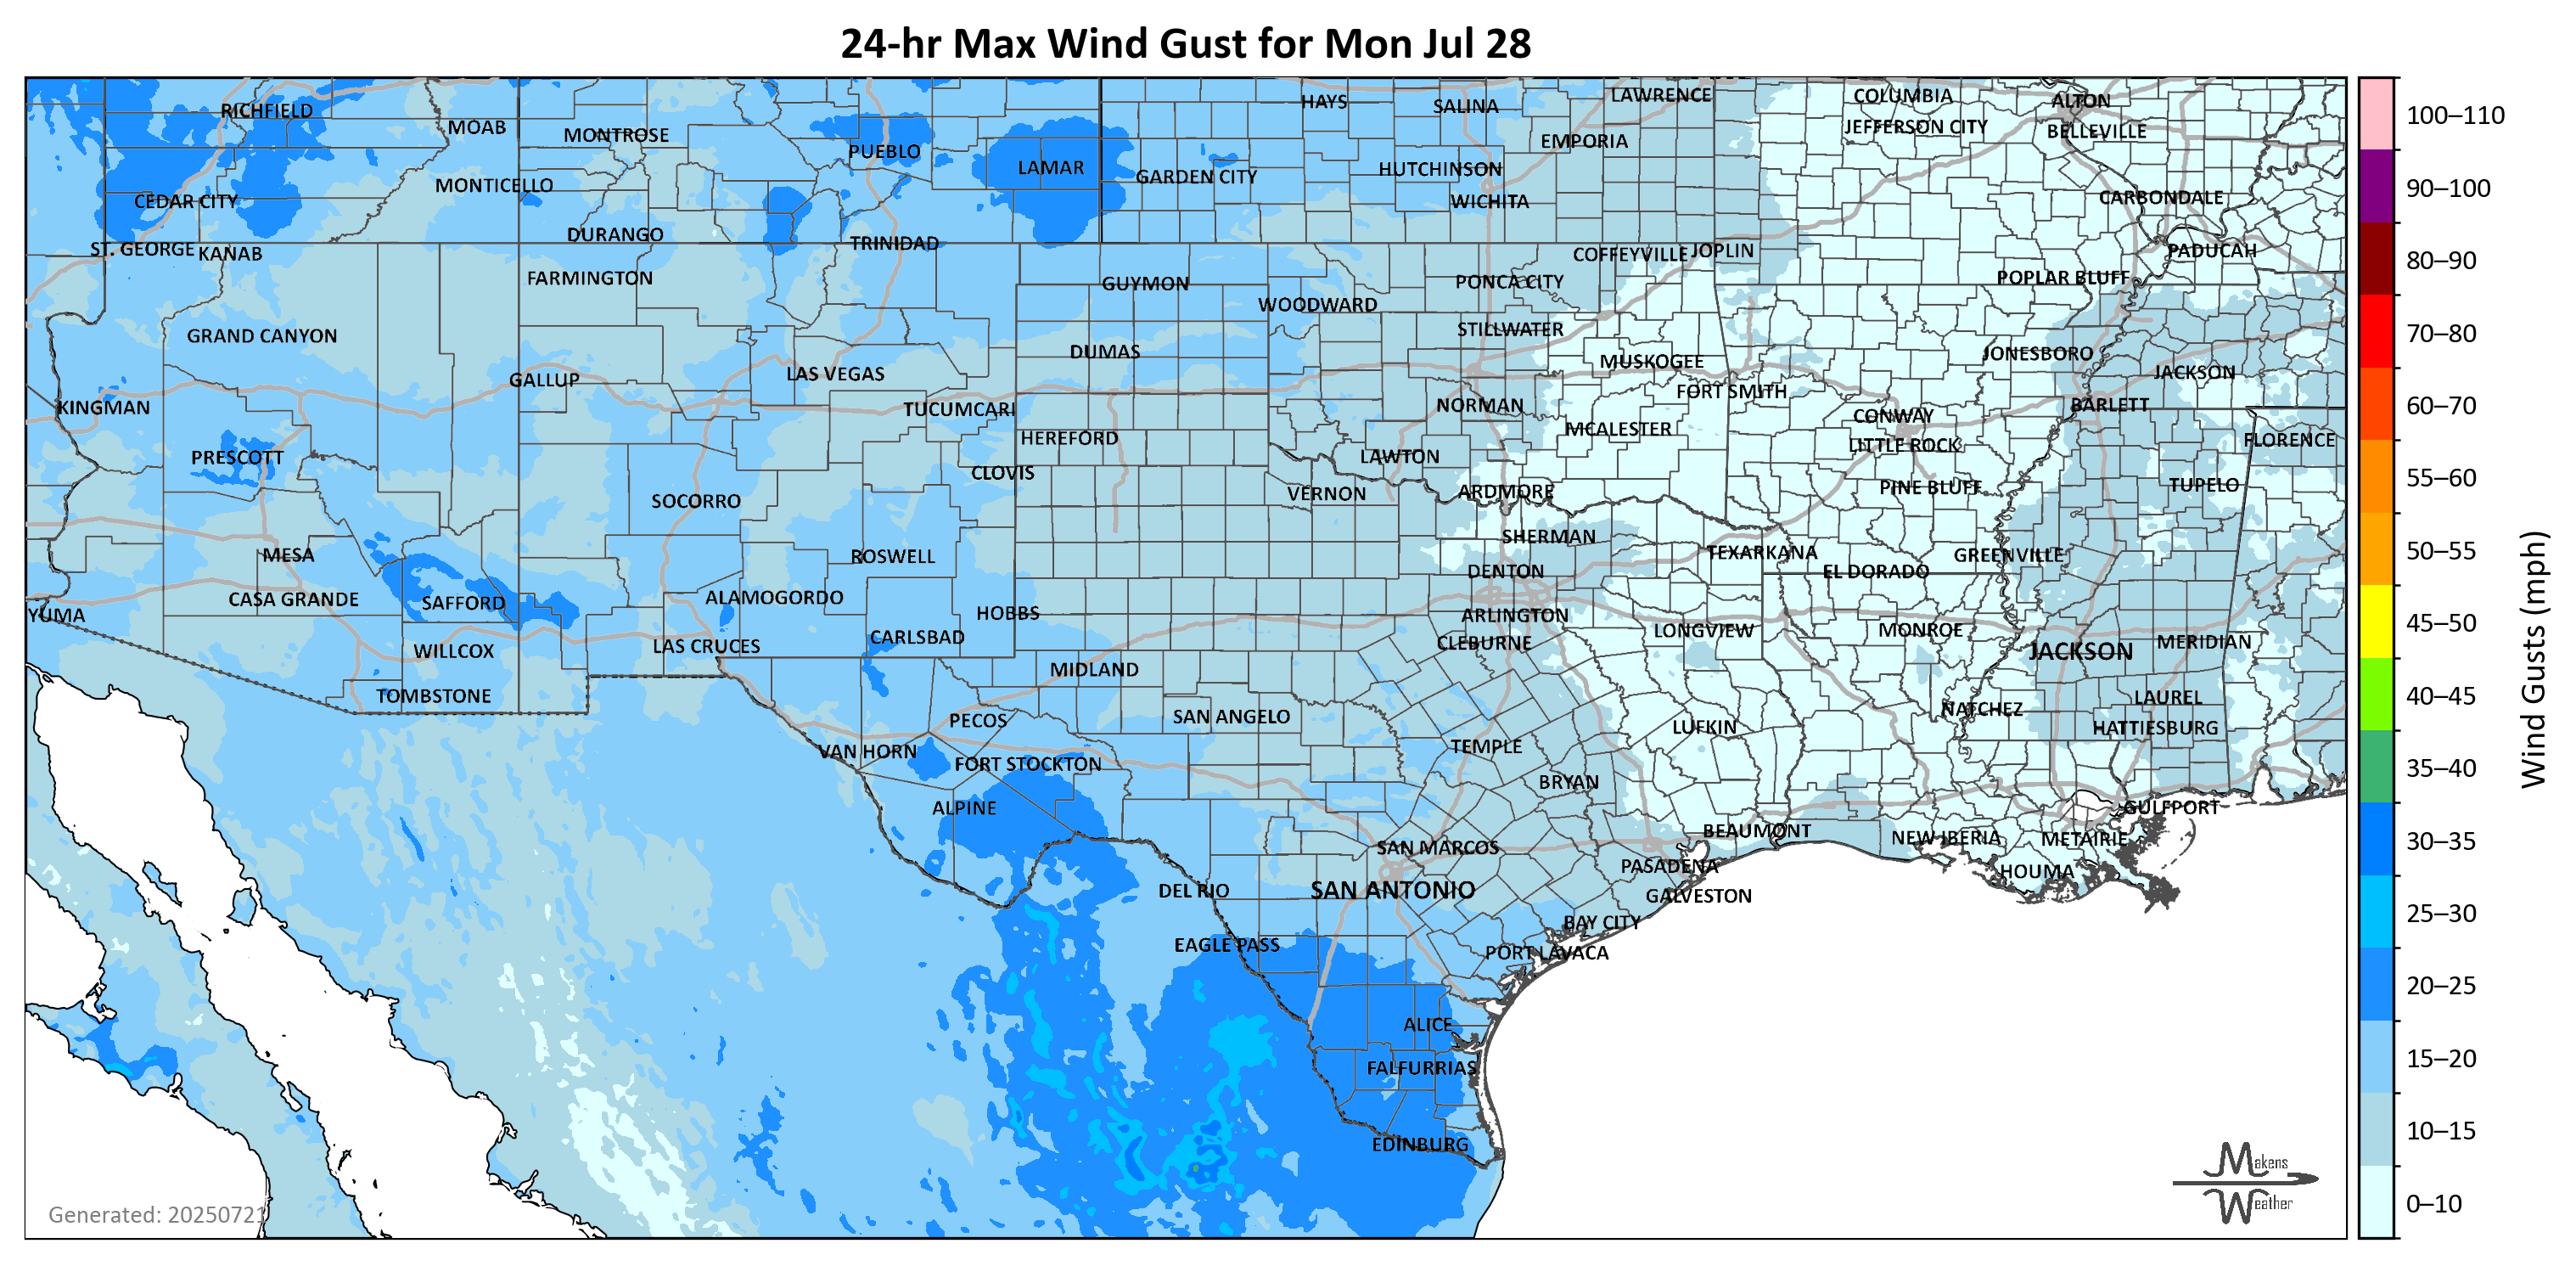 24-hr Max Wind Gust for Mon Jul 28
RICHFIELD
MOAB
MONTROSE
PUEBLO
LAMAR
HAYS
SALINA
LAWRENCE
COLUMBIA
ALTON
EMPORIA
JEFFERSON CITY
BELLEVILLE
MONTICELLO
GARDEN CITY
HUTCHINSON
CEDAR CITY
WICHITA
CARBONDALE
DURANGO
TRINIDAD
ST. GEORGE
KANAB
COFFEYVILLE
JOPLIN
PADUCAH
FARMINGTON
GUYMON
PONCA CITY
POPLAR BLUFF
WOODWARD
GRAND CANYON
STILLWATER
DUMAS
MUSKOGEE
JONESBORO
GALLUP
LAS VEGAS
FORT SMITH
JACKSON
KINGMAN
TUCUMCARI
NORMAN
CONWAY
BARLETT
HEREFORD
MCALESTER
LITTLE ROCK
FLORENCE
PRESCOTT
CLOVIS
LAWTON
SOCORRO
VERNON
ARDMORE
PINE BLUFF
TUPELO
MESA
ROSWELL
SHERMAN
TEXARKANA
GREENVILLE
DENTON
EL DORADO
CASA GRANDE
SAFFORD
ALAMOGORDO
YUMA
HOBBS
ARLINGTON
LAS CRUCES
CARLSBAD
CLEBURNE
LONGVIEW
MONROE
WILLCOX
JACKSON
MERIDIAN
MIDLAND
TOMBSTONE
PECOS
SAN ANGELO
LUFKIN
NATCHEZ
LAUREL
HATTIESBURG
VAN HORN
FORT STOCKTON
TEMPLE
BRYAN
ALPINE
GULFPORT
BEAUMONT
NEW IBERIA
METAIRIE
SAN MARCOS
PASADENA
HOUMA
DEL RIO
SAN ANTONIO
GALVESTON
BAY CITY
EAGLE PASS
PORT LAVACA
ALICE
FALFURRIAS
EDINBURG
Generated: 20250721
Makens
Weather
100–110
90–100
80–90
70–80
60–70
55–60
50–55
45–50
40–45
35–40
30–35
25–30
20–25
15–20
10–15
0–10
Wind Gusts (mph)